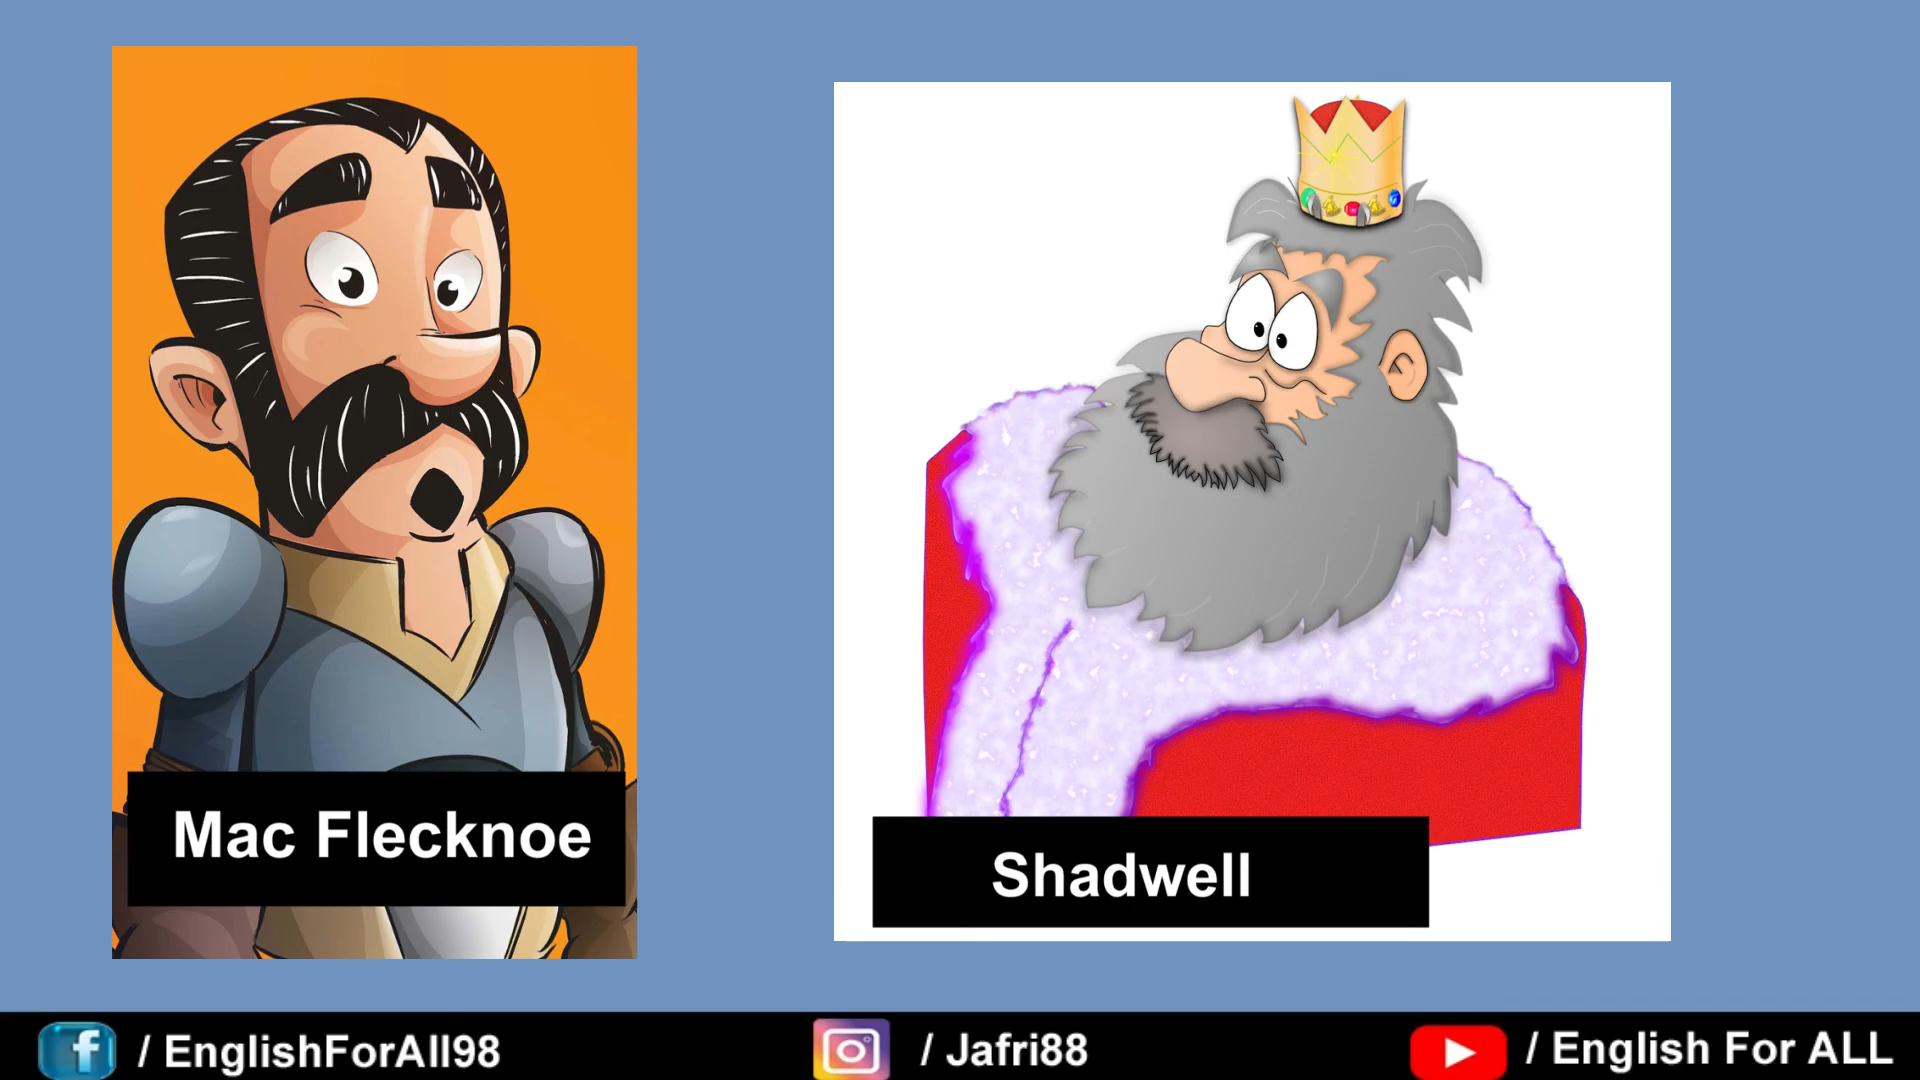 Mac Flecknoe
Shadwell
/ EnglishForAll98
/ Jafri88
/ English For ALL